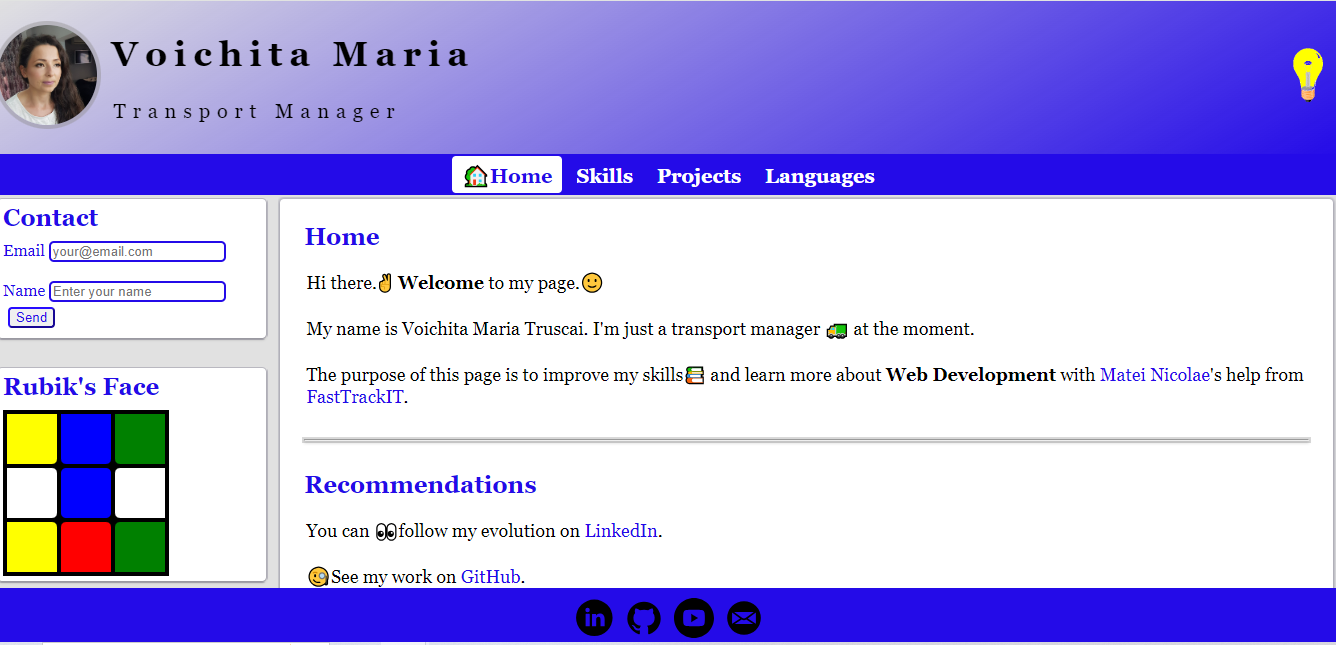 Voichita Maria
Transport Manager
🏠Home Skills Projects Languages
Contact
Email your@email.com
Name Enter your name
Send
Rubik's Face
Home
Hi there.✌ Welcome to my page.🙂
My name is Voichita Maria Truscai. I'm just a transport manager 🚚 at the moment.
The purpose of this page is to improve my skills📚 and learn more about Web Development with Matei Nicolae's help from
FastTrackIT.
Recommendations
You can 👀follow my evolution on LinkedIn.
🧐See my work on GitHub.
in